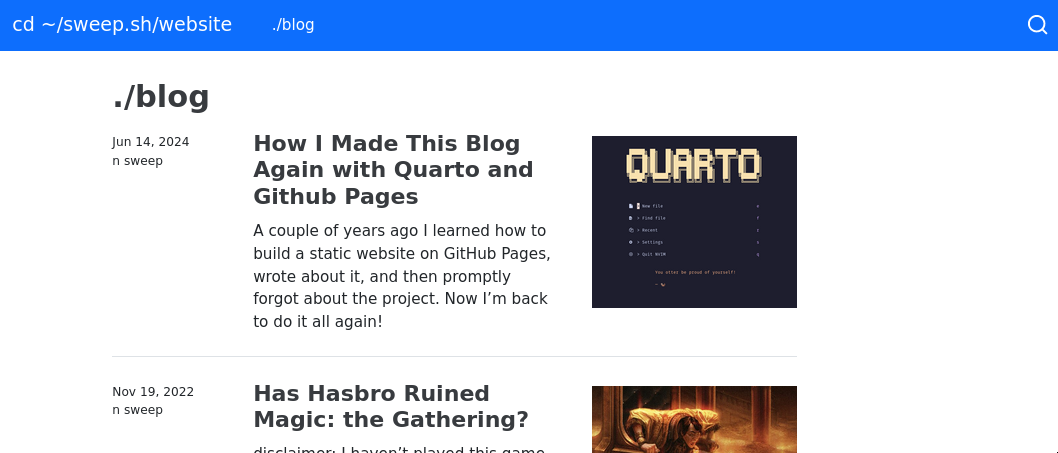 cd ~/sweep.sh/website ./blog
./blog
Jun 14, 2024
n sweep
How I Made This Blog
Again with Quarto and
Github Pages
A couple of years ago I learned how to
build a static website on GitHub Pages,
wrote about it, and then promptly
forgot about the project. Now I’m back
to do it all again!
QUARTO
> New file
> Find file
> Recent
> Settings
> Quit NVIM
You otter be proud of yourself!
Nov 19, 2022
n sweep
Has Hasbro Ruined
Magic: the Gathering?
disclaimer: I haven’t played this game